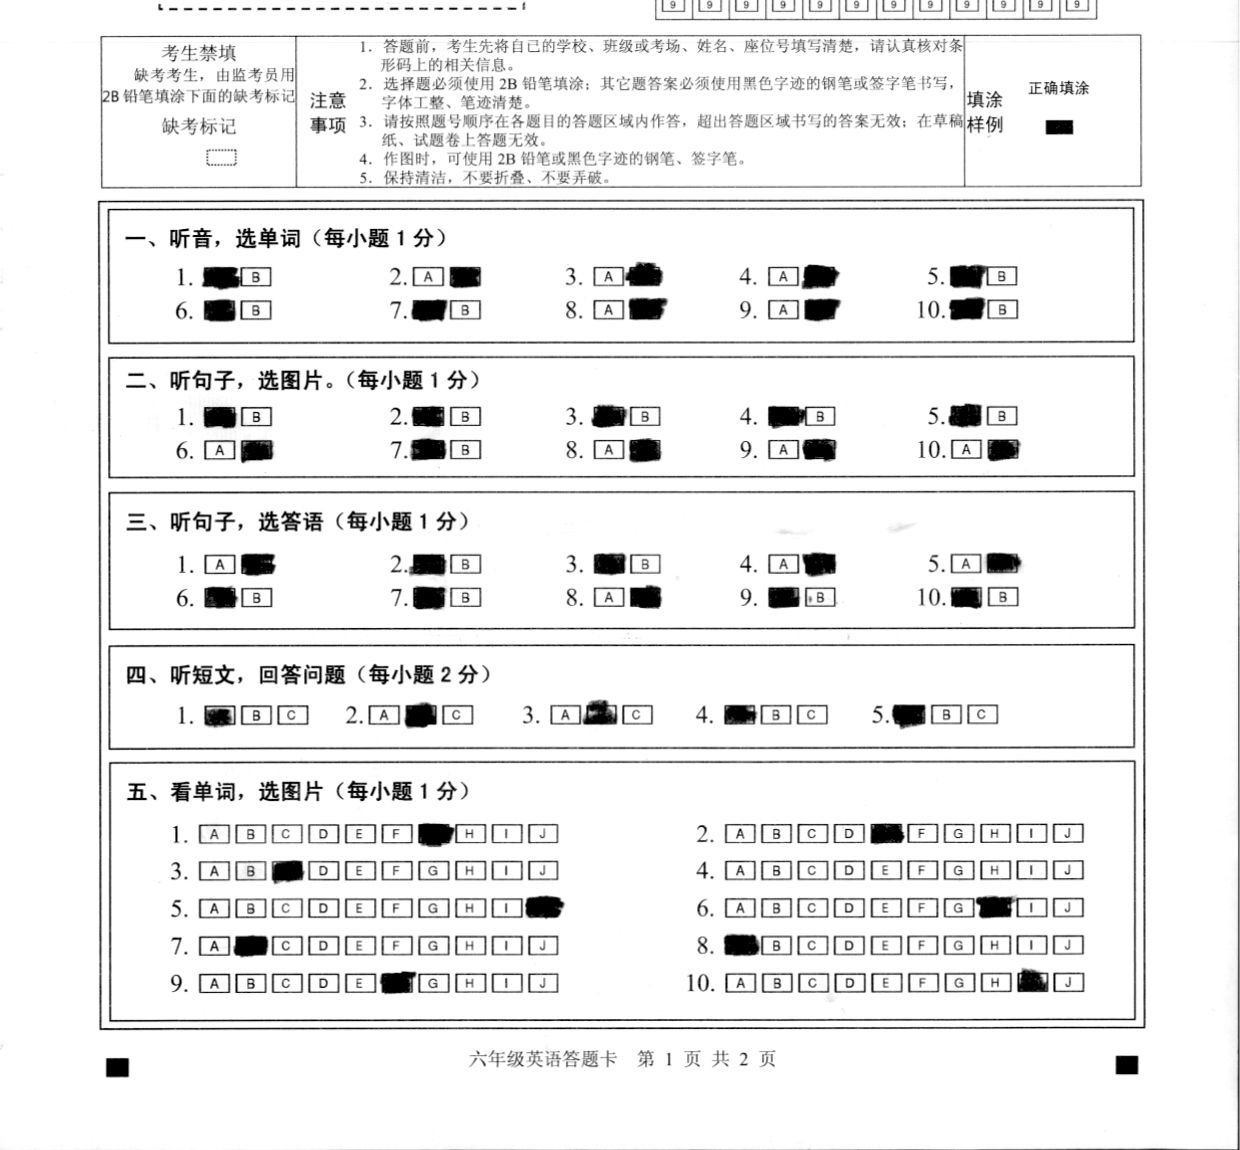 9 9 9 9 9 9 9 9 9 9 9 9
考生禁填
缺考考生，由监考员用
2B 铅笔填涂下面的缺考标记
缺考标记
注意
事项
1. 答题前，考生先将自己的学校、班级或考场、姓名、座位号填写清楚，请认真核对条
形码上的相关信息。
2. 选择题必须使用 2B 铅笔填涂；其它题答案必须使用黑色字迹的钢笔或签字笔书写，
字体工整、笔迹清楚。
3. 请按照题号顺序在各题目的答题区域内作答，超出答题区域书写的答案无效；在草稿
纸、试题卷上答题无效。
4. 作图时，可使用 2B 铅笔或黑色字迹的钢笔、签字笔。
5. 保持清洁，不要折叠、不要弄破。
填涂
样例
正确填涂
一、听音，选单词（每小题 1 分）
1. B 2. A 3. A 4. A 5. B
6. B 7. B 8. A 9. A 10. B
二、听句子，选图片。（每小题 1 分）
1. B 2. B 3. B 4. B 5. B
6. A 7. B 8. A 9. A 10. A
三、听句子，选答语（每小题 1 分）
1. A 2. B 3. B 4. A 5. A
6. B 7. B 8. A 9. B 10. B
四、听短文，回答问题（每小题 2 分）
1. B C 2. A C 3. A C 4. B C 5. B C
五、看单词，选图片（每小题 1 分）
1. A B C D E F H I J 2. A B C D F G H I J
3. A B D E F G H I J 4. A B C D E F G H I J
5. A B C D E F G H I 6. A B C D E F G I J
7. A C D E F G H I J 8. B C D E F G H I J
9. A B C D E G H I J 10. A B C D E F G H J
六年级英语答题卡 第 1 页 共 2 页